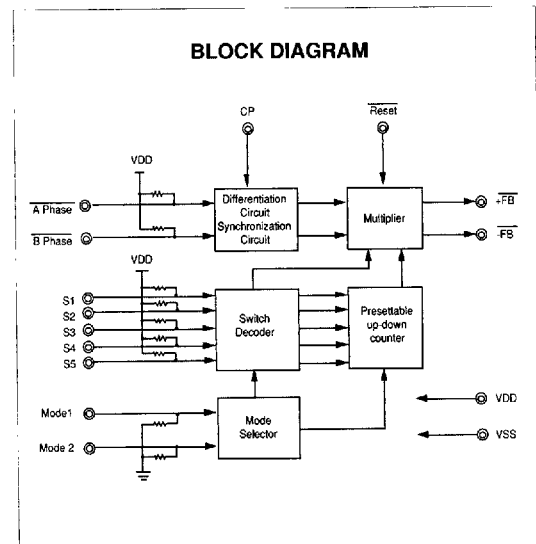 BLOCK DIAGRAM
CP
Reset
VDD
A Phase
B Phase
Differentiation
Circuit
Synchronization
Circuit
Multiplier
+FB
-FB
VDD
S1
S2
S3
S4
S5
Switch
Decoder
Presettable
up-down
counter
Mode1
Mode 2
Mode
Selector
VDD
VSS